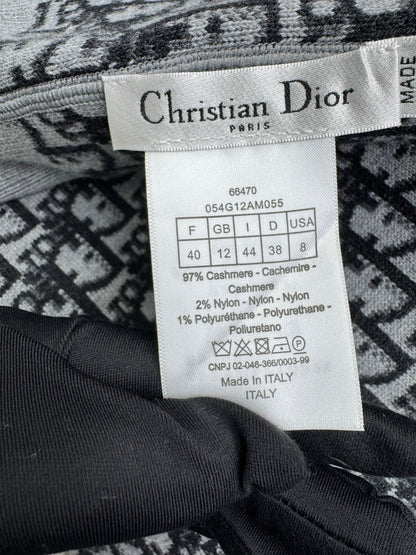 Christian Dior
PARIS
MADE
66470
054G12AM055
F GB I D USA
40 12 44 38 8
97% Cashmere - Cachemire -
Cashmere
2% Nylon - Nylon - Nylon
1% Polyuréthane - Polyurethane -
Poliuretano
CNPJ 02-046-366/0003-99
Made in ITALY
ITALY